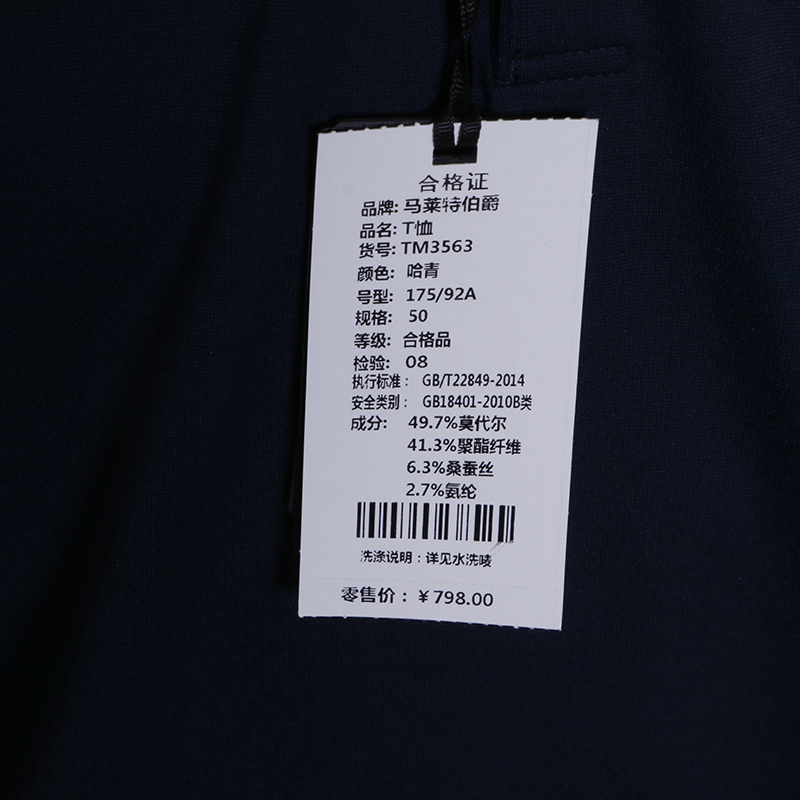 合格证
品牌: 马莱特伯爵
品名: T恤
货号: TM3563
颜色: 哈青
号型: 175/92A
规格: 50
等级: 合格品
检验: 08
执行标准： GB/T22849-2014
安全类别： GB18401-2010B类
成分: 49.7%莫代尔
41.3%聚酯纤维
6.3%桑蚕丝
2.7%氨纶
洗涤说明：详见水洗唛
零售价：￥798.00